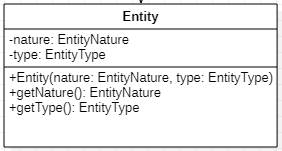 Entity
-nature: EntityNature
-type: EntityType
+Entity(nature: EntityNature, type: EntityType)
+getNature(): EntityNature
+getType(): EntityType